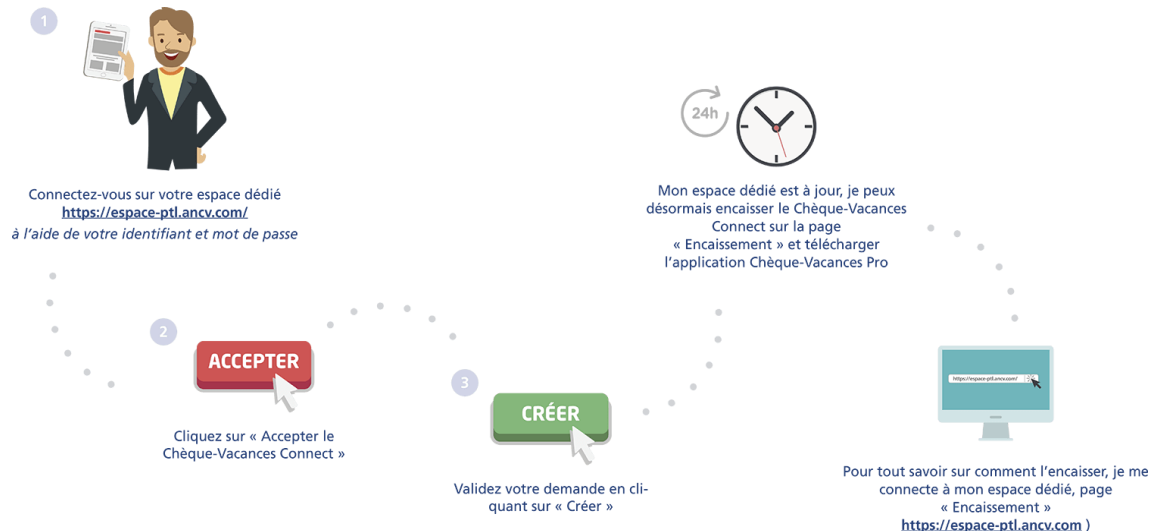 1
Connectez-vous sur votre espace dédié
https://espace-ptl.ancv.com/
à l’aide de votre identifiant et mot de passe
2
ACCEPTER
Cliquez sur « Accepter le
Chèque-Vacances Connect »
3
CRÉER
Validez votre demande en cli-
quant sur « Créer »
24h
Mon espace dédié est à jour, je peux
désormais encaisser le Chèque-Vacances
Connect sur la page
« Encaissement » et télécharger
l’application Chèque-Vacances Pro
https://espace-ptl.ancv.com/
Pour tout savoir sur comment l’encaisser, je me
connecte à mon espace dédié, page
« Encaissement »
https://espace-ptl.ancv.com )